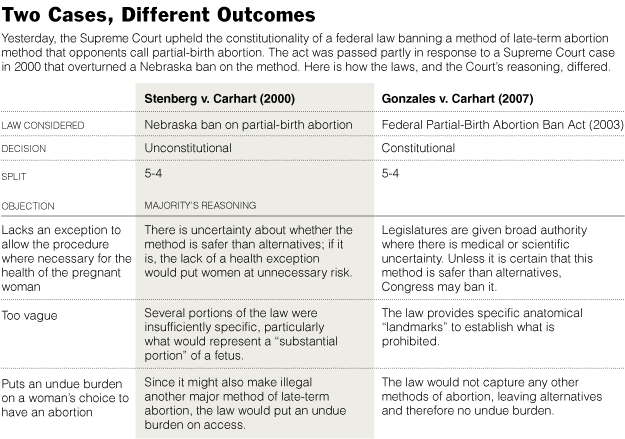 Two Cases, Different Outcomes
Yesterday, the Supreme Court upheld the constitutionality of a federal law banning a method of late-term abortion
method that opponents call partial-birth abortion. The act was passed partly in response to a Supreme Court case
in 2000 that overturned a Nebraska ban on the method. Here is how the laws, and the Court's reasoning, differed.
Stenberg v. Carhart (2000)
Gonzales v. Carhart (2007)
LAW CONSIDERED
Nebraska ban on partial-birth abortion
Federal Partial-Birth Abortion Ban Act (2003)
DECISION
Unconstitutional
Constitutional
SPLIT
5-4
5-4
OBJECTION
MAJORITY'S REASONING
Lacks an exception to
allow the procedure
where necessary for the
health of the pregnant
woman
There is uncertainty about whether the
method is safer than alternatives; if it
is, the lack of a health exception
would put women at unnecessary risk.
Legislatures are given broad authority
where there is medical or scientific
uncertainty. Unless it is certain that this
method is safer than alternatives,
Congress may ban it.
Too vague
Several portions of the law were
insufficiently specific, particularly
what would represent a “substantial
portion” of a fetus.
The law provides specific anatomical
“landmarks” to establish what is
prohibited.
Puts an undue burden
on a woman's choice to
have an abortion
Since it might also make illegal
another major method of late-term
abortion, the law would put an undue
burden on access.
The law would not capture any other
methods of abortion, leaving alternatives
and therefore no undue burden.